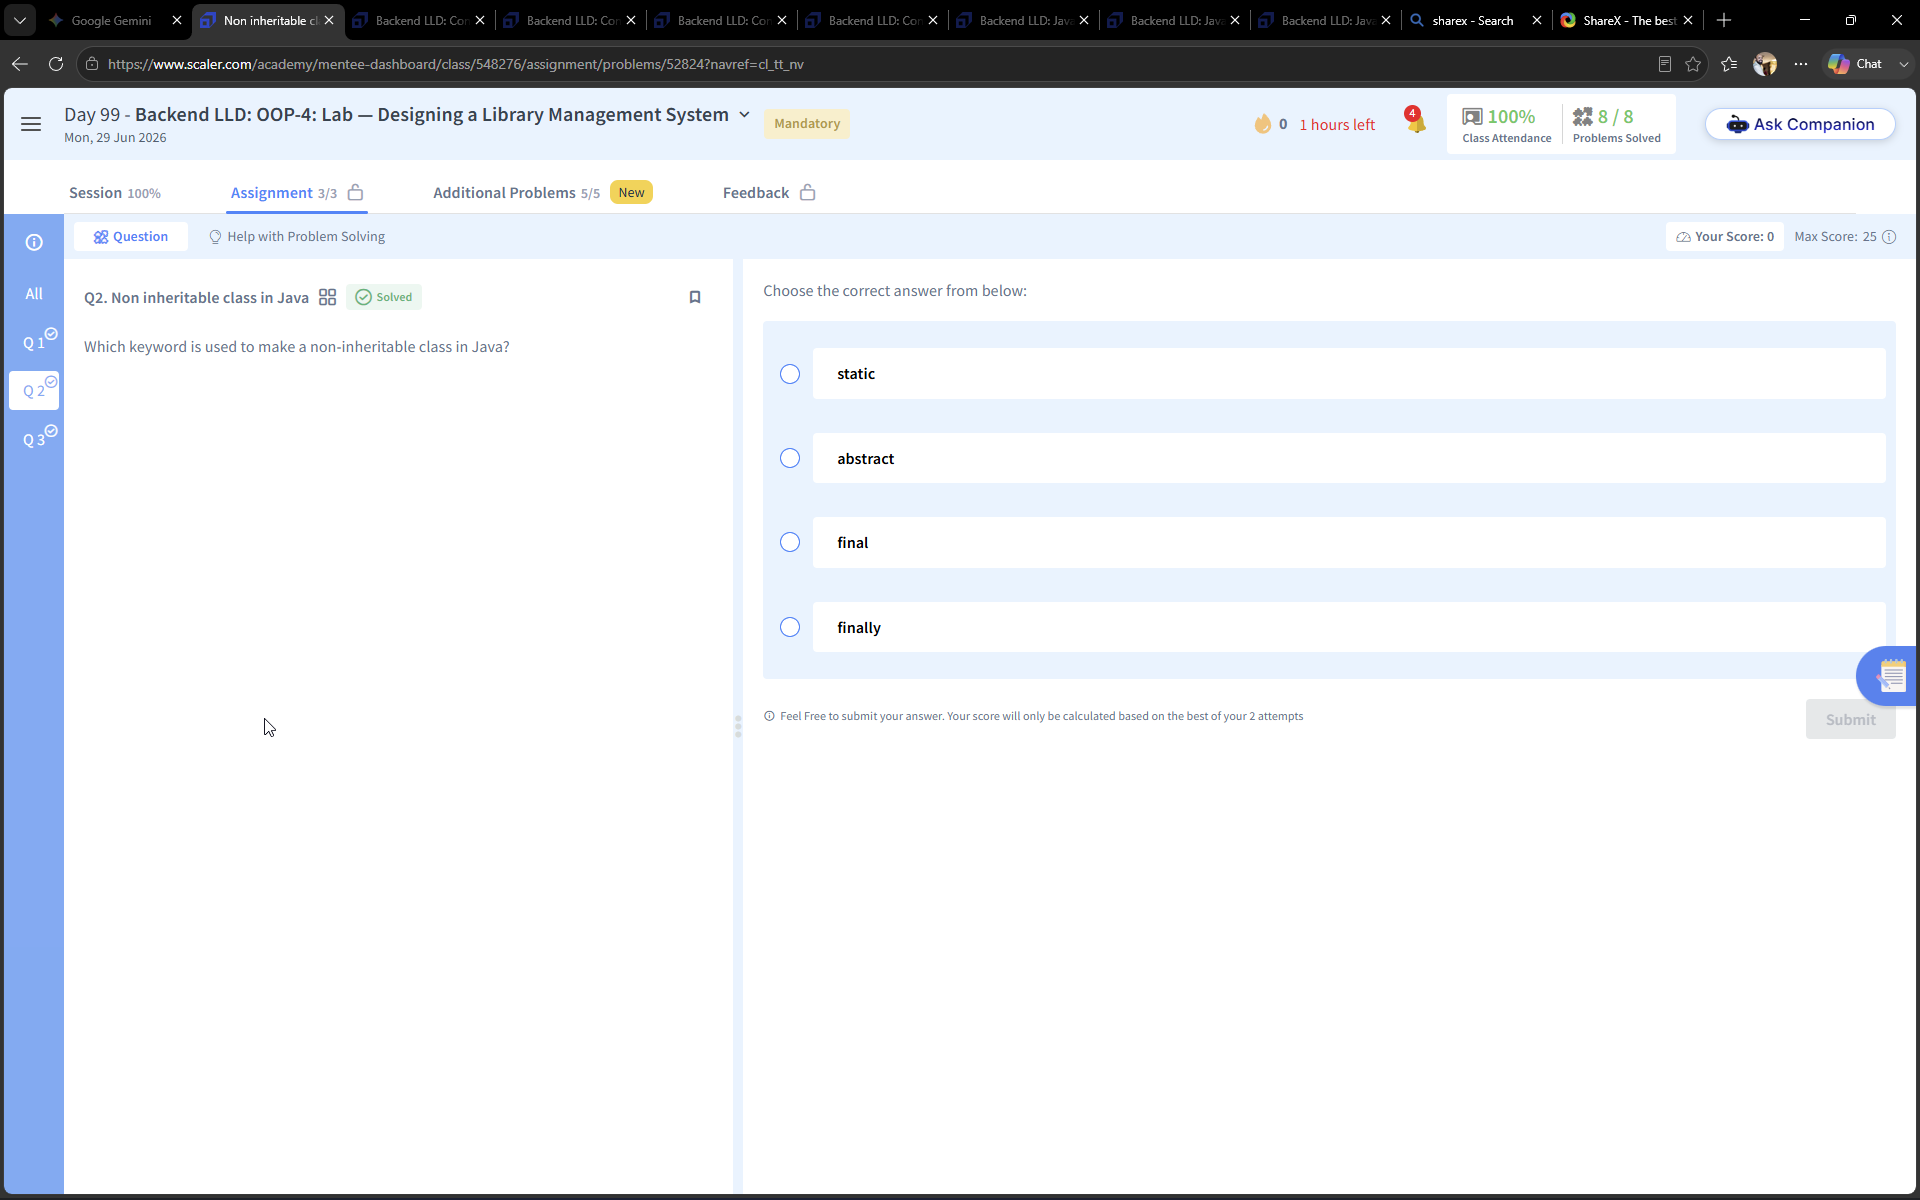 Google Gemini
Non inheritable cl
Backend LLD: Con
Backend LLD: Con
Backend LLD: Con
Backend LLD: Con
Backend LLD: Java
Backend LLD: Java
Backend LLD: Java
sharex - Search
ShareX - The best
https://www.scaler.com/academy/mentee-dashboard/class/548276/assignment/problems/52824?navref=cl_tt_nv
Chat
Day 99 - Backend LLD: OOP-4: Lab — Designing a Library Management System
Mon, 29 Jun 2026
Mandatory
0
1 hours left
4
100%
Class Attendance
8 / 8
Problems Solved
Ask Companion
Session 100%
Assignment 3/3
Additional Problems 5/5
New
Feedback
Question
Help with Problem Solving
Your Score: 0
Max Score: 25
All
Q 1
Q 2
Q 3
Q2. Non inheritable class in Java
Solved
Which keyword is used to make a non-inheritable class in Java?
Choose the correct answer from below:
static
abstract
final
finally
Feel Free to submit your answer. Your score will only be calculated based on the best of your 2 attempts
Submit